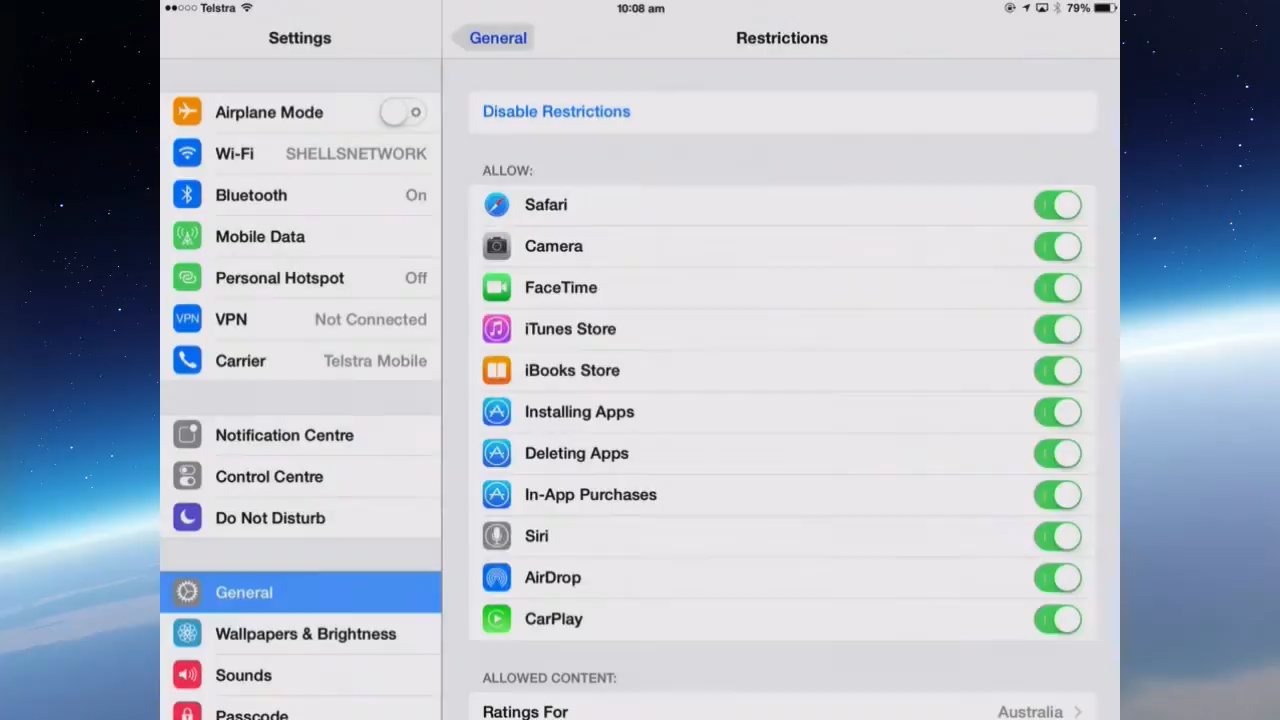 Telstra
10:08 am
79%
Settings
General
Restrictions
Airplane Mode
Wi-Fi SHELLSNETWORK
Bluetooth On
Mobile Data
Personal Hotspot Off
VPN VPN Not Connected
Carrier Telstra Mobile
Notification Centre
Control Centre
Do Not Disturb
General
Wallpapers & Brightness
Sounds
Passcode
Disable Restrictions
ALLOW:
Safari
Camera
FaceTime
iTunes Store
iBooks Store
Installing Apps
Deleting Apps
In-App Purchases
Siri
AirDrop
CarPlay
ALLOWED CONTENT:
Ratings For Australia